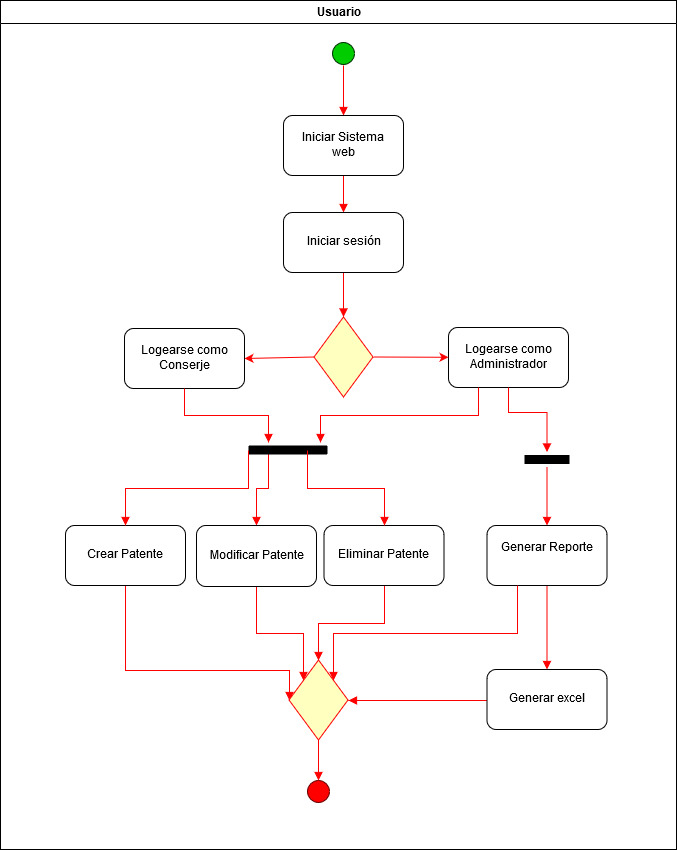 Usuario
Iniciar Sistema
web
Iniciar sesión
Logearse como
Conserje
Logearse como
Administrador
Crear Patente
Modificar Patente
Eliminar Patente
Generar Reporte
Generar excel